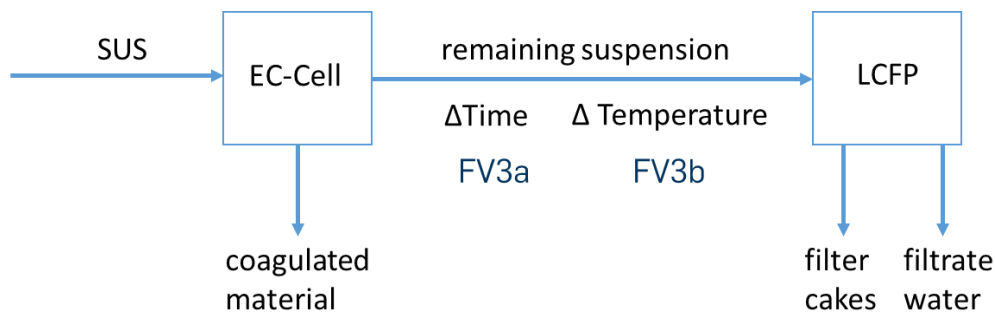 SUS
EC-Cell
remaining suspension
LCFP
ΔTime
Δ Temperature
FV3a
FV3b
coagulated
material
filter
cakes
filtrate
water